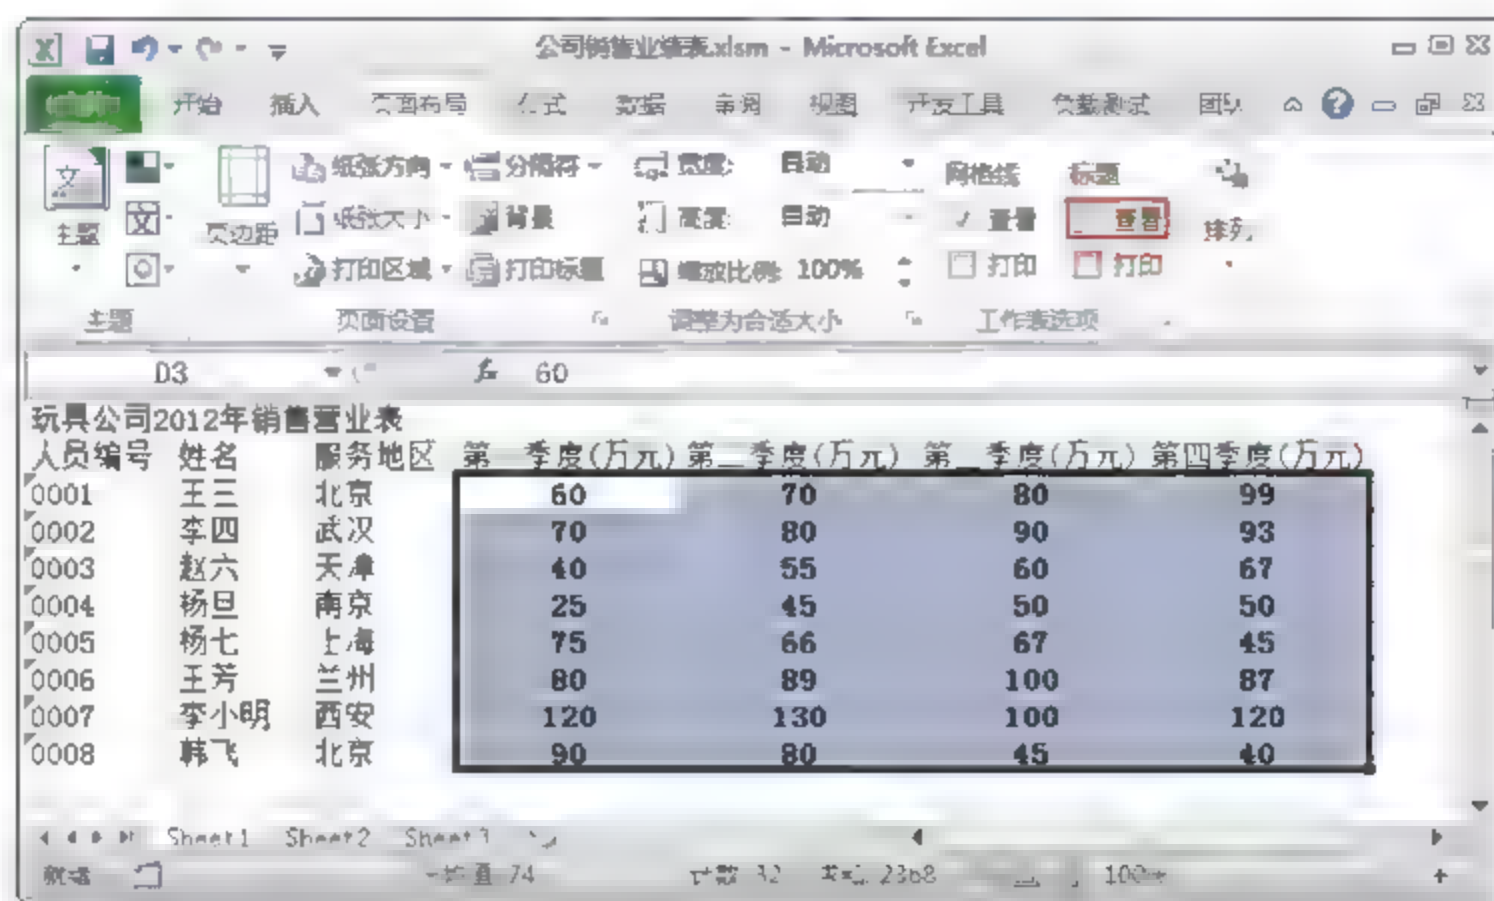 公司销售业绩表.xlsm - Microsoft Excel
开始 插入 页面布局 公式 数据 审阅 视图 开发工具 负载测试 团队
纸张方向 分隔符 宽度: 自动 网格线 标题
文 纸张大小 背景 高度: 自动 查看 查看
主题 文 页边距 打印区域 打印标题 缩放比例: 100% 打印 打印 排列
主题 页面设置 调整为合适大小 工作表选项
D3 fx 60
玩具公司2012年销售营业表
人员编号 姓名 服务地区 第一季度(万元) 第二季度(万元) 第 季度(万元) 第四季度(万元)
0001 王三 北京 60 70 80 99
0002 李四 武汉 70 80 90 93
0003 赵六 天津 40 55 60 67
0004 杨旦 南京 25 45 50 50
0005 杨七 上海 75 66 67 45
0006 王芳 兰州 80 89 100 87
0007 李小明 西安 120 130 100 120
0008 韩飞 北京 90 80 45 40
Sheet1 Sheet2 Sheet3
就绪 平均值: 74 计数: 32 求和: 2368 100%